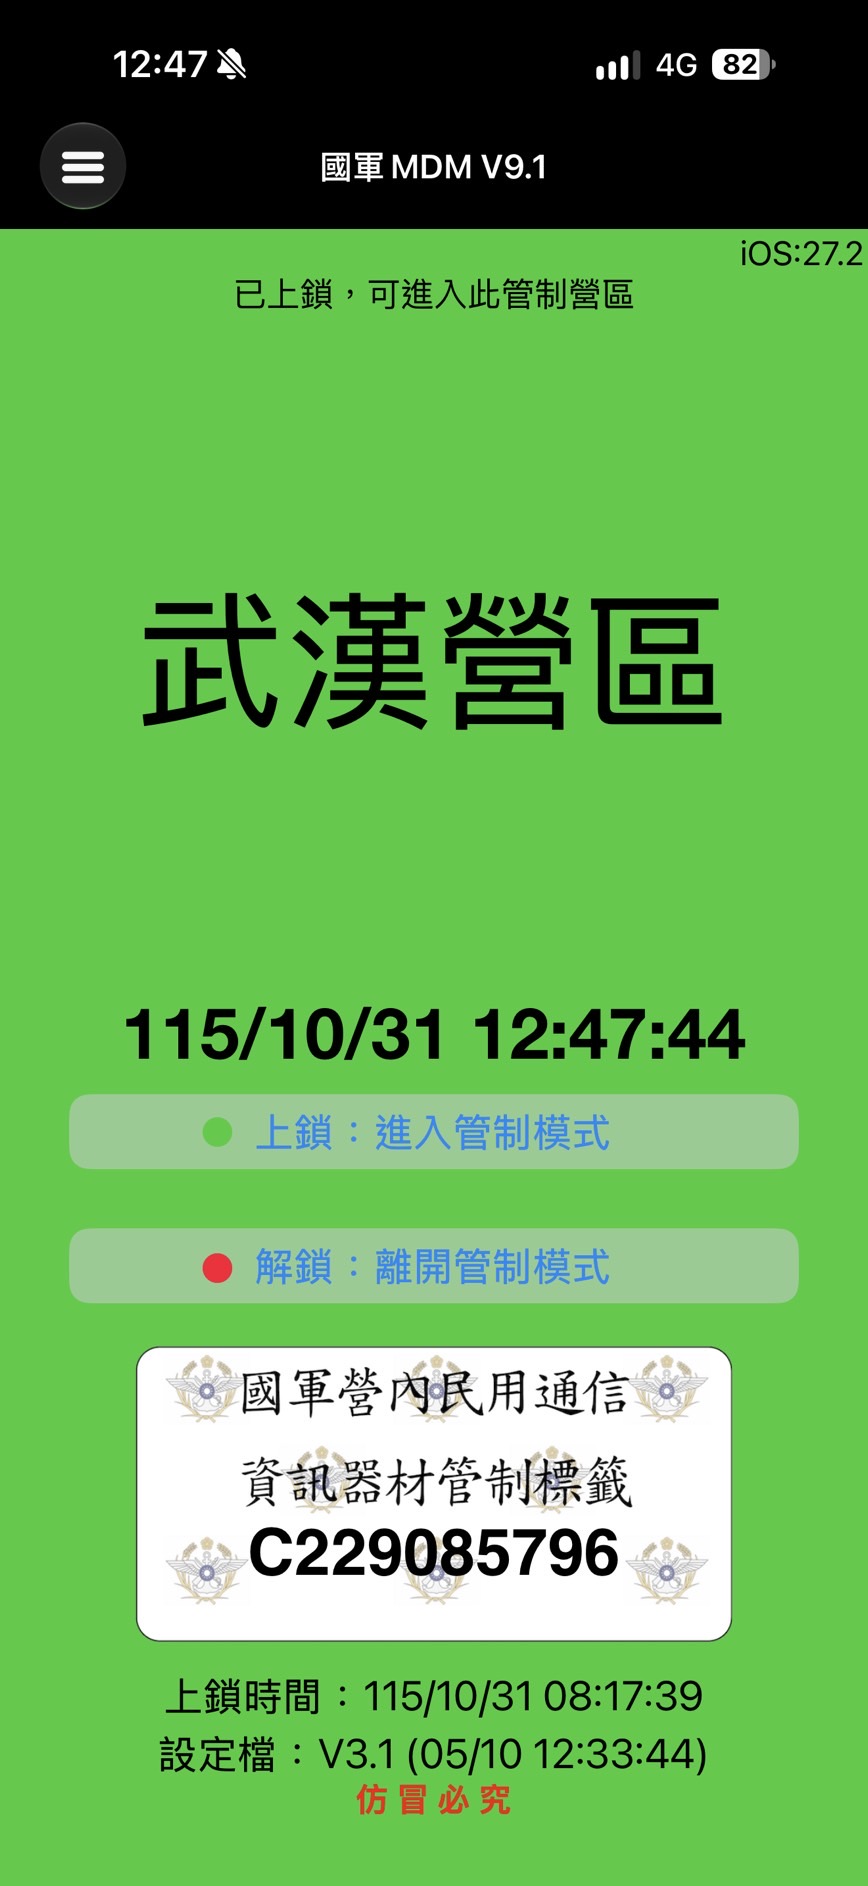 12:47 4G 82
國軍 MDM V9.1
iOS:27.2
已上鎖，可進入此管制營區
武漢營區
115/10/31 12:47:44
上鎖：進入管制模式
解鎖：離開管制模式
國軍營內民用通信
資訊器材管制標籤
C229085796
上鎖時間：115/10/31 08:17:39
設定檔：V3.1 (05/10 12:33:44)
仿冒必究